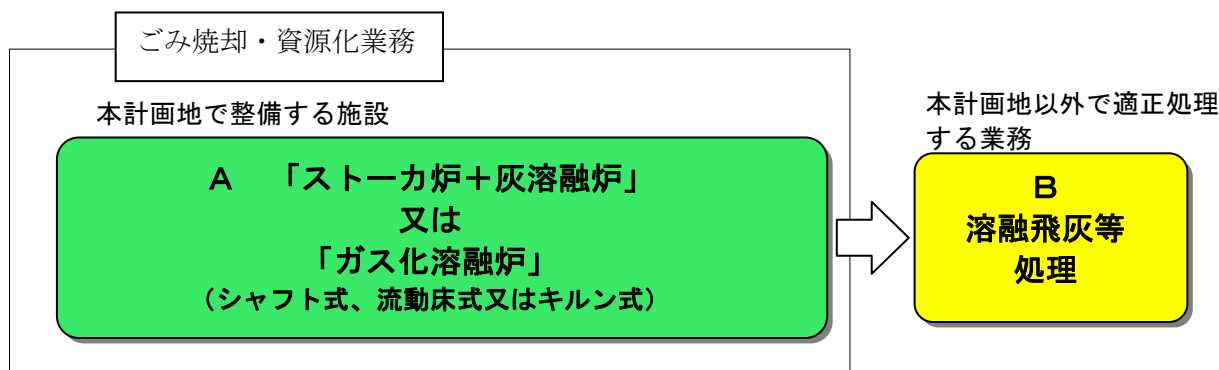 ごみ焼却・資源化業務
本計画地で整備する施設
A 「ストーカ炉+灰溶融炉」
又は
「ガス化溶融炉」
(シャフト式、流動床式又はキルン式)
本計画地以外で適正処理
する業務
B
溶融飛灰等
処理